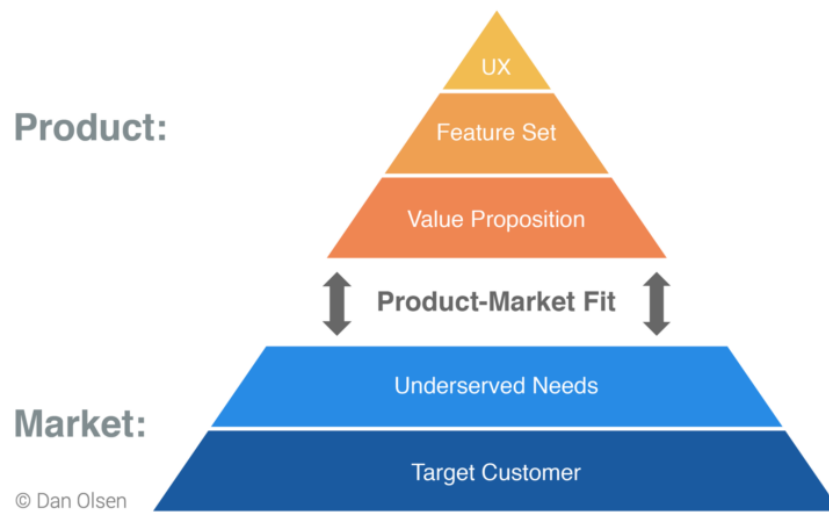 UX
Product:
Feature Set
Value Proposition
Product-Market Fit
Underserved Needs
Market:
Target Customer
© Dan Olsen